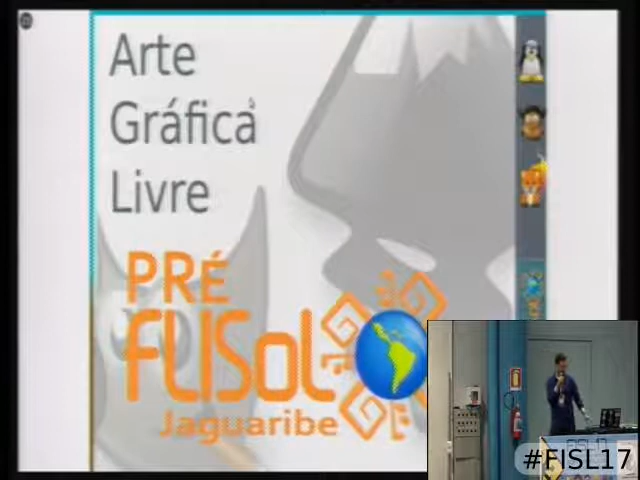 Arte
Gráfica
Livre
PRÉ
FLISoL
Jaguaribe
#FISL17